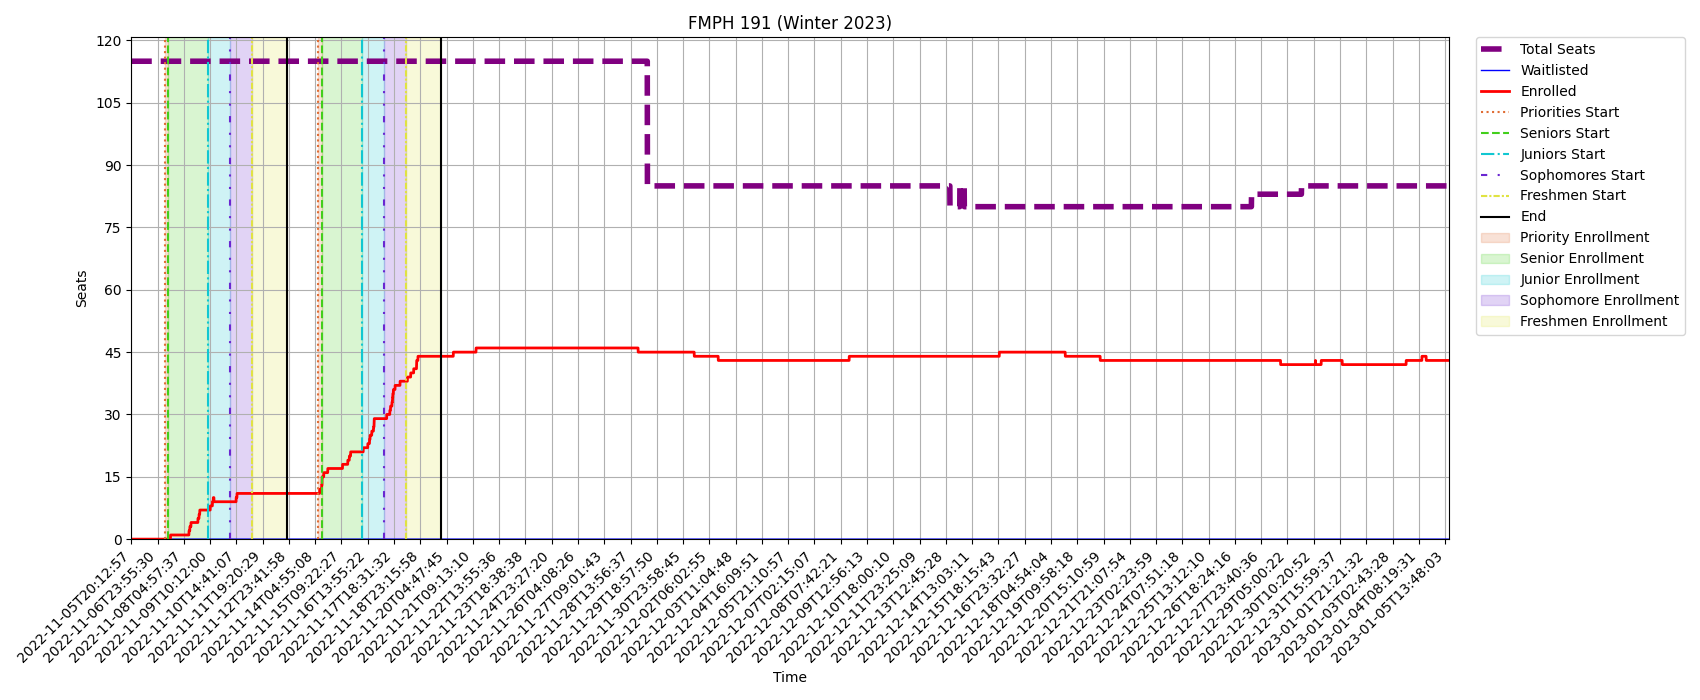 FMPH 191 (Winter 2023)
120
105
90
75
60
45
30
15
0
Seats
2022-11-05T20:12:57
2022-11-06T23:55:30
2022-11-08T04:57:37
2022-11-09T10:12:00
2022-11-10T14:41:07
2022-11-11T19:20:29
2022-11-12T23:41:58
2022-11-14T04:55:08
2022-11-15T09:22:27
2022-11-16T13:55:22
2022-11-17T18:31:32
2022-11-18T23:15:58
2022-11-20T04:47:45
2022-11-21T09:13:10
2022-11-22T13:55:36
2022-11-23T18:38:38
2022-11-24T23:27:20
2022-11-26T04:08:26
2022-11-27T09:01:43
2022-11-28T13:56:37
2022-11-29T18:57:50
2022-11-30T23:58:45
2022-12-02T06:02:55
2022-12-03T11:04:48
2022-12-04T16:09:51
2022-12-05T21:10:57
2022-12-07T02:15:07
2022-12-08T07:42:21
2022-12-09T12:56:13
2022-12-10T18:00:10
2022-12-11T23:25:09
2022-12-13T12:45:28
2022-12-14T13:03:11
2022-12-15T18:15:43
2022-12-16T23:32:27
2022-12-18T04:54:04
2022-12-19T09:58:18
2022-12-20T15:10:59
2022-12-21T21:07:54
2022-12-23T02:23:59
2022-12-24T07:51:18
2022-12-25T13:12:10
2022-12-26T18:24:16
2022-12-27T23:40:36
2022-12-29T05:00:22
2022-12-30T10:20:52
2022-12-31T15:59:37
2023-01-01T21:21:32
2023-01-03T02:43:28
2023-01-04T08:19:31
2023-01-05T13:48:03
Time
Total Seats
Waitlisted
Enrolled
Priorities Start
Seniors Start
Juniors Start
Sophomores Start
Freshmen Start
End
Priority Enrollment
Senior Enrollment
Junior Enrollment
Sophomore Enrollment
Freshmen Enrollment